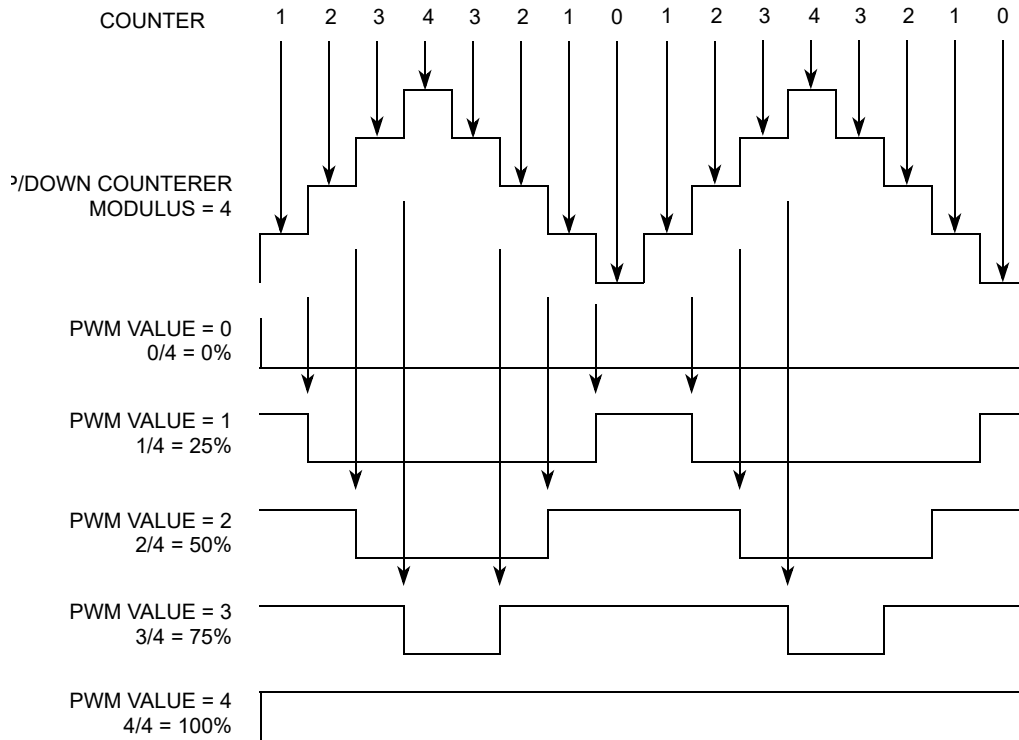 COUNTER 1 2 3 4 3 2 1 0 1 2 3 4 3 2 1 0
P/DOWN COUNTERER
MODULUS = 4
PWM VALUE = 0
0/4 = 0%
PWM VALUE = 1
1/4 = 25%
PWM VALUE = 2
2/4 = 50%
PWM VALUE = 3
3/4 = 75%
PWM VALUE = 4
4/4 = 100%